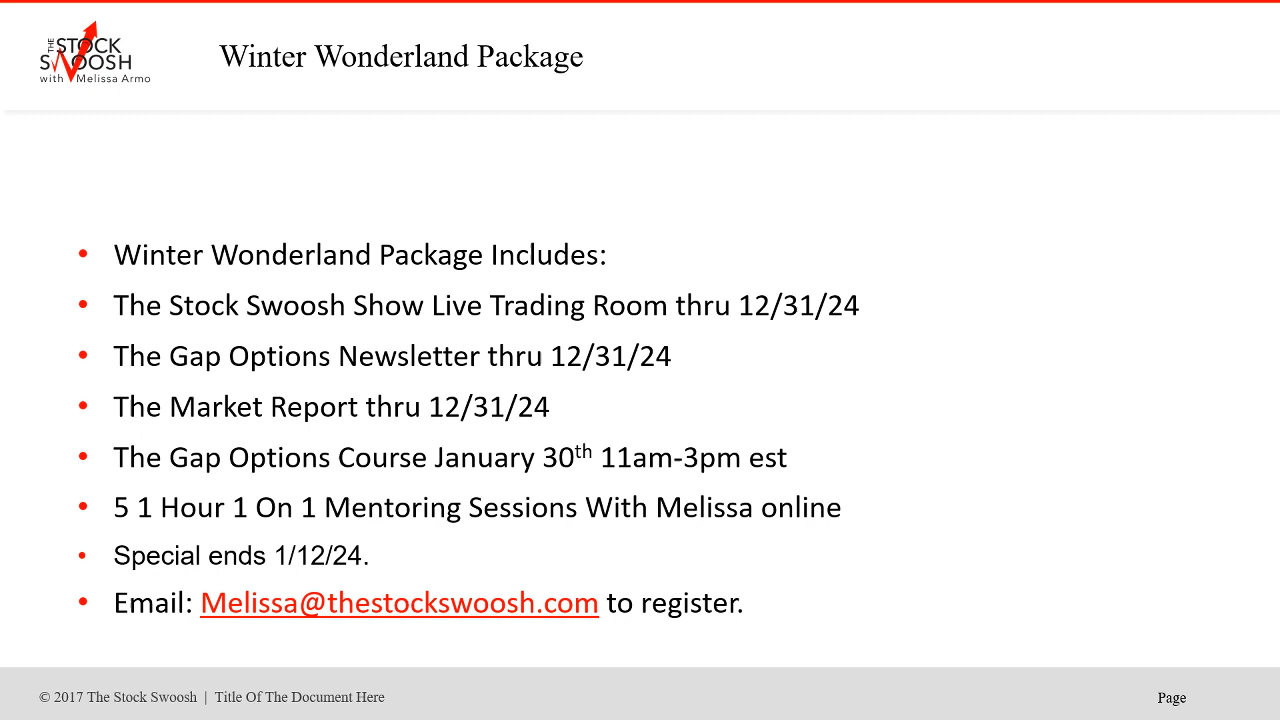 THE STOCK
SWOOSH
with Melissa Armo
Winter Wonderland Package
• Winter Wonderland Package Includes:
• The Stock Swoosh Show Live Trading Room thru 12/31/24
• The Gap Options Newsletter thru 12/31/24
• The Market Report thru 12/31/24
• The Gap Options Course January 30th 11am-3pm est
• 5 1 Hour 1 On 1 Mentoring Sessions With Melissa online
• Special ends 1/12/24.
• Email: Melissa@thestockswoosh.com to register.
© 2017 The Stock Swoosh | Title Of The Document Here
Page